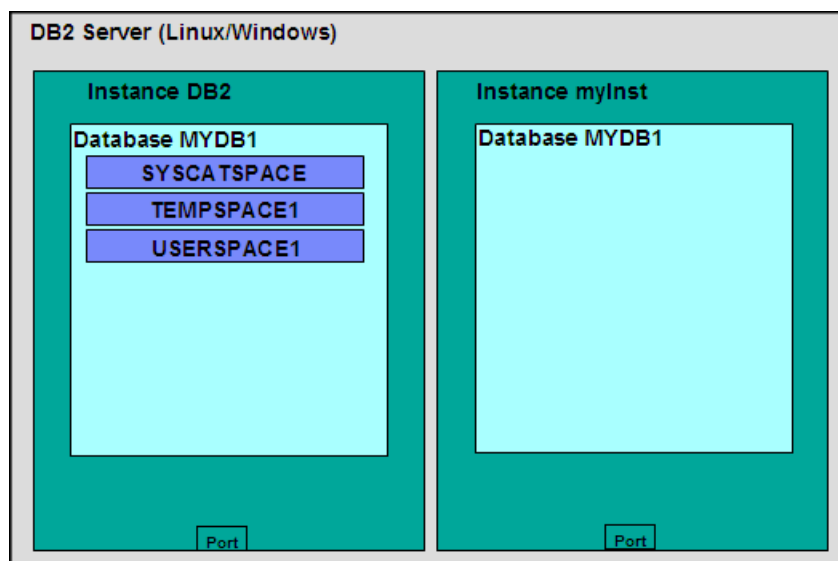 DB2 Server (Linux/Windows)
Instance DB2
Database MYDB1
SYSCATSPACE
TEMPSPACE1
USERSPACE1
Port
Instance myInst
Database MYDB1
Port